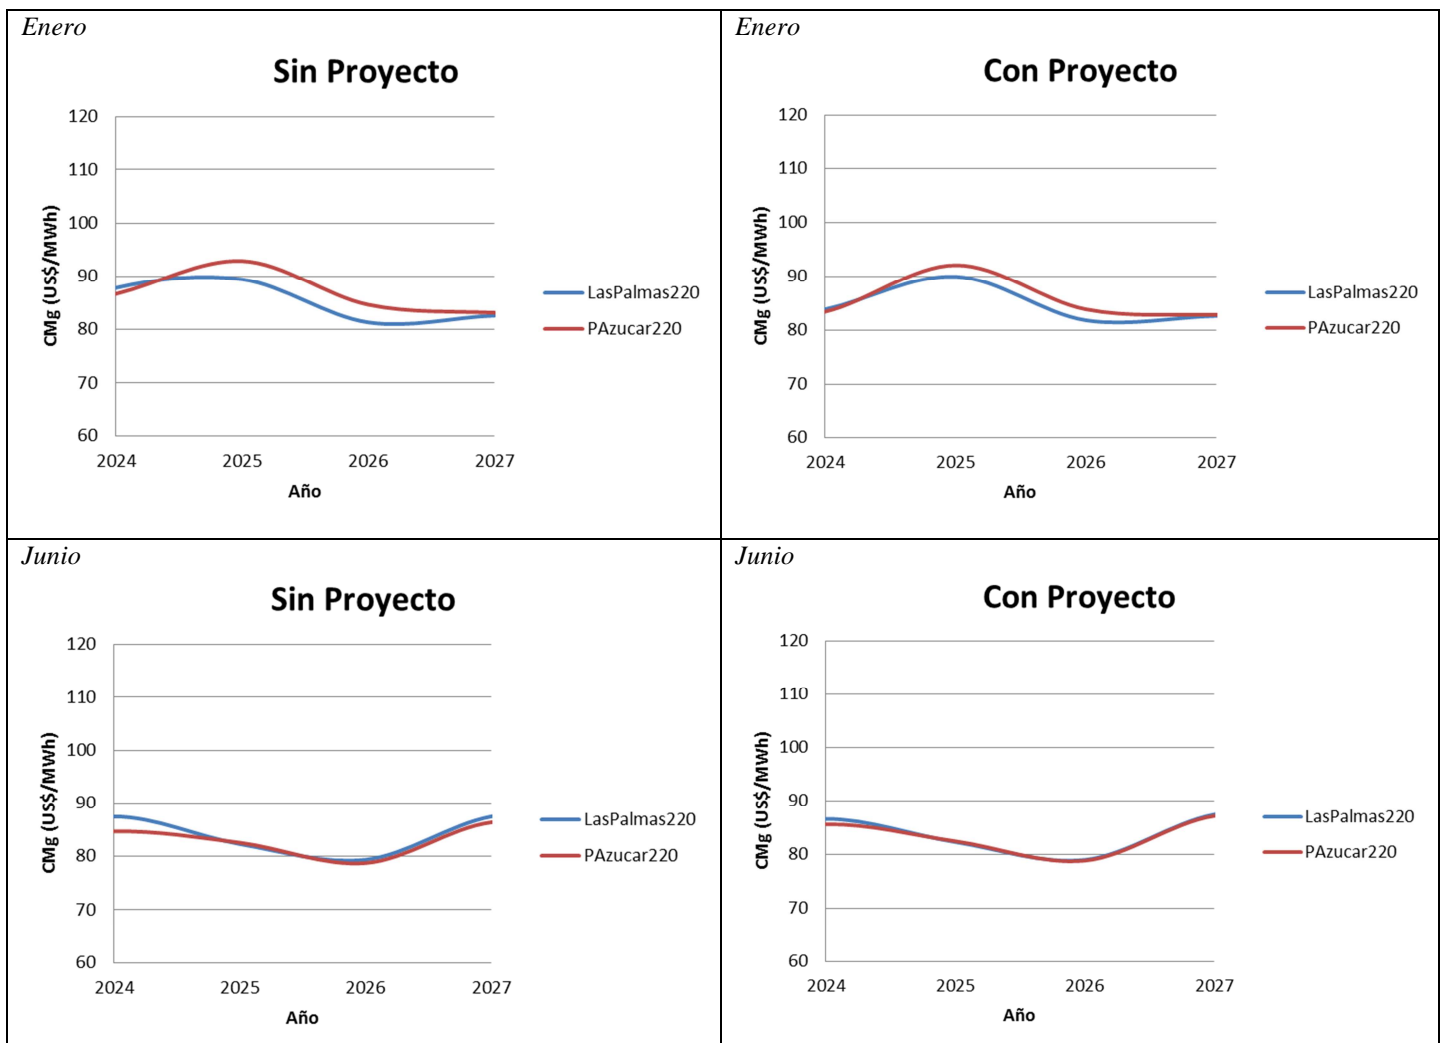 Enero
Sin Proyecto
120
110
100
90
80
70
60
CMg (US$/MWh)
2024 2025 2026 2027
Año
LasPalmas220
PAzucar220
Enero
Con Proyecto
120
110
100
90
80
70
60
CMg (US$/MWh)
2024 2025 2026 2027
Año
LasPalmas220
PAzucar220
Junio
Sin Proyecto
120
110
100
90
80
70
60
CMg (US$/MWh)
2024 2025 2026 2027
Año
LasPalmas220
PAzucar220
Junio
Con Proyecto
120
110
100
90
80
70
60
CMg (US$/MWh)
2024 2025 2026 2027
Año
LasPalmas220
PAzucar220